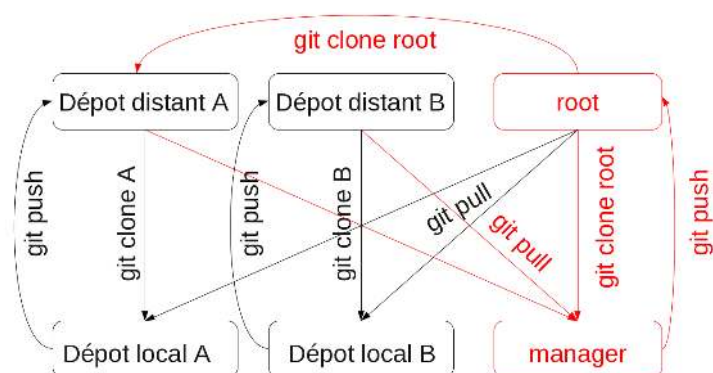 git clone root
Dépot distant A
Dépot distant B
root
git push
git clone A
git push
git clone B
git pull
git pull
git clone root
git push
Dépot local A
Dépot local B
manager